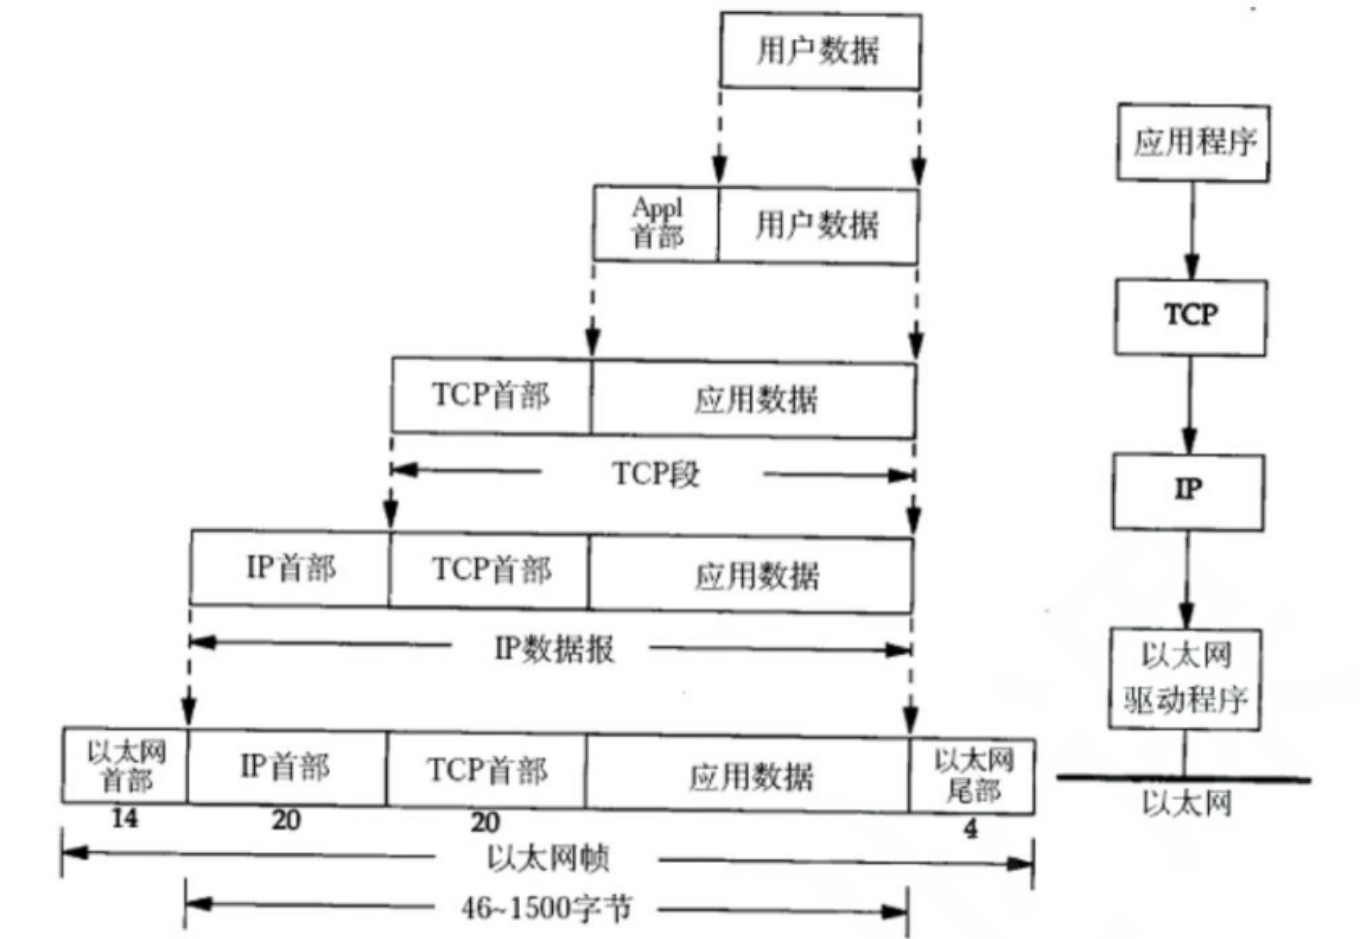 用户数据
应用程序
Appl
首部
用户数据
TCP
TCP首部
应用数据
TCP段
IP
IP首部
TCP首部
应用数据
IP数据报
以太网
驱动程序
以太网
首部
IP首部
TCP首部
应用数据
以太网
尾部
以太网
14
20
20
4
以太网帧
46~1500字节